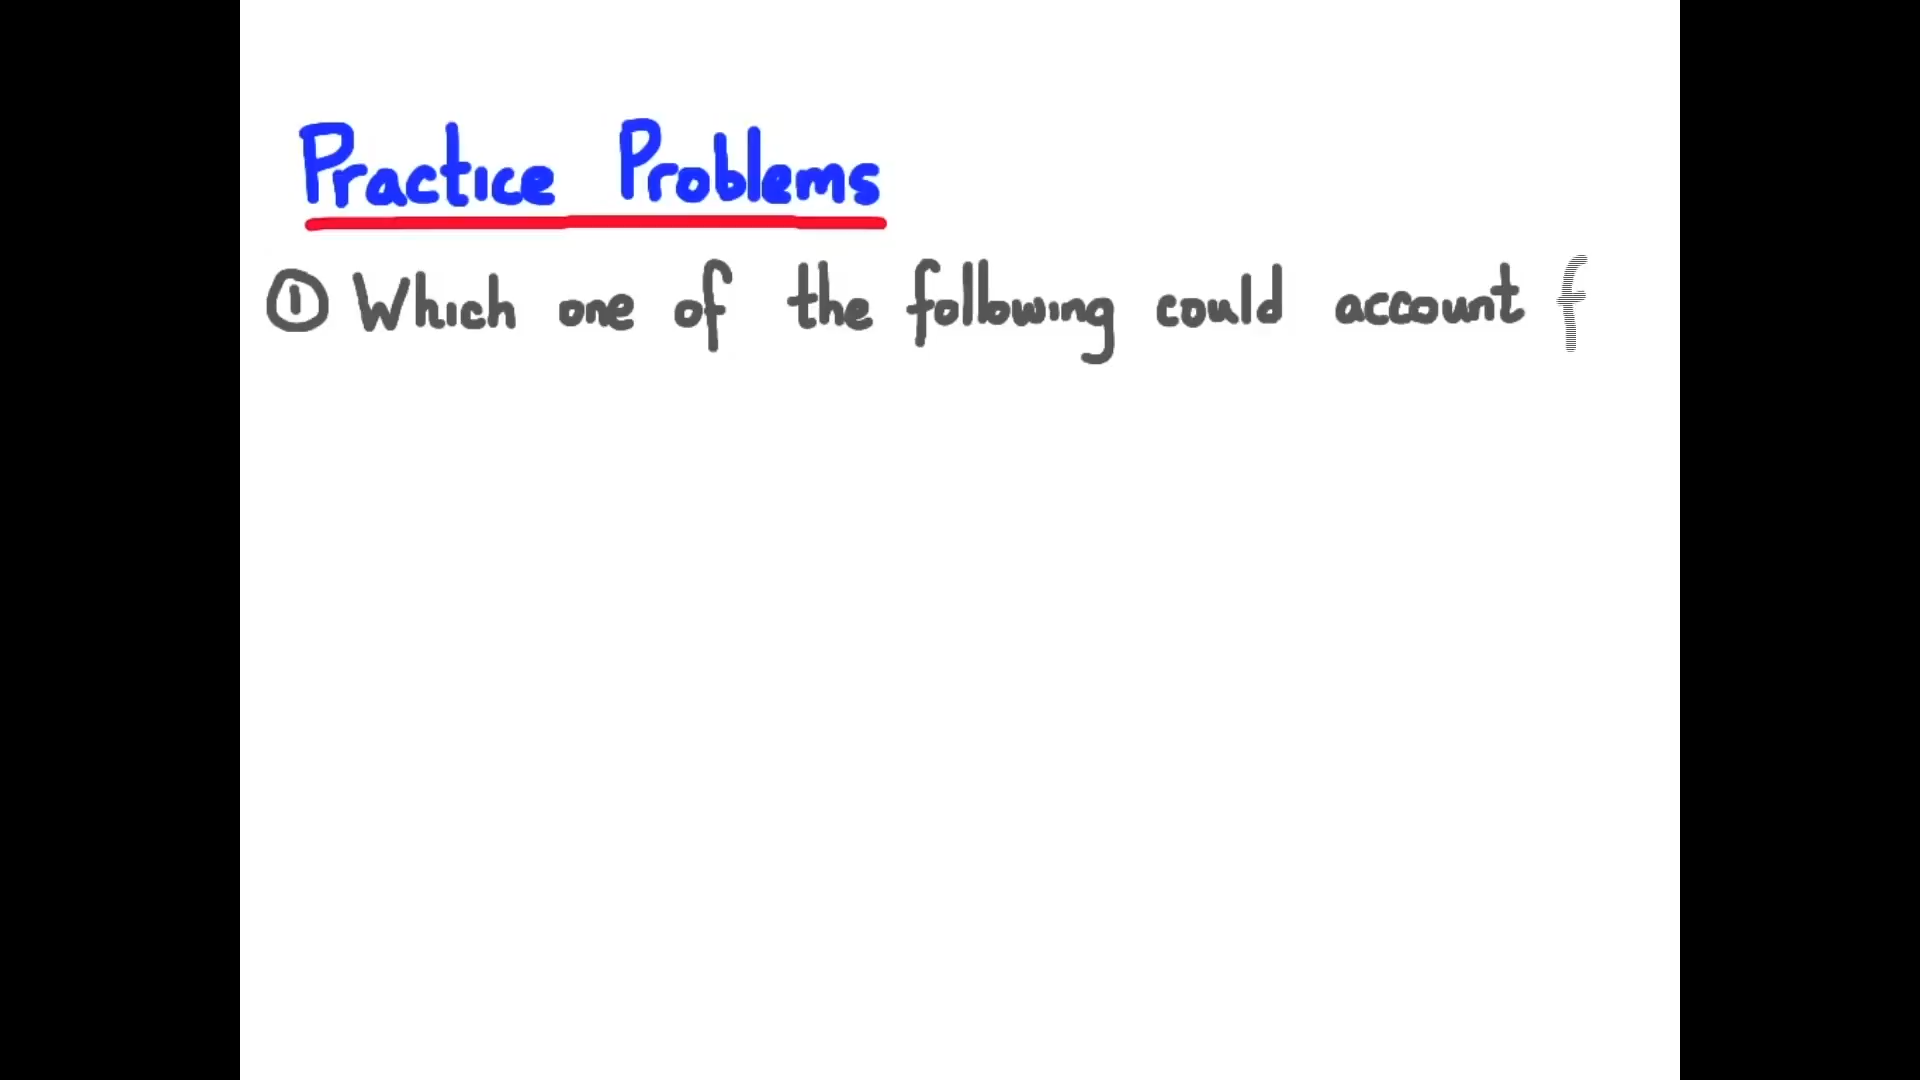 Practice Problems
① Which one of the following could account f